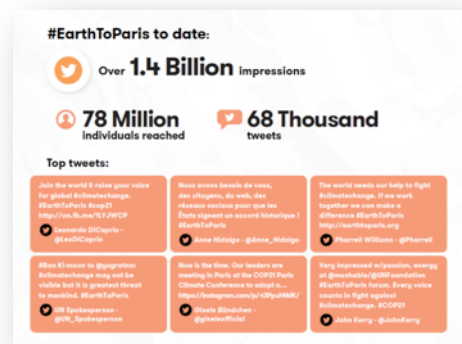 #EarthToParis to date:
Over 1.4 Billion impressions
78 Million
individuals reached
68 Thousand
tweets
Top tweets:
Join the world & raise your voice
for global #climatechange.
#EarthToParis #cop21
Leonardo DiCaprio -
@LeoDiCaprio
Nous avons besoin de vous,
des citoyens, du web, des
réseaux sociaux pour que les
États signent un accord historique !
#EarthToParis
Anne Hidalgo - @Anne_Hidalgo
The world needs our help to fight
#climatechange. If we work
together we can make a
difference #EarthToParis
http://earthtoparis.org
Pharrell Williams - @Pharrell
#Ban Ki-moon to @yugratna:
#climatechange may not be
visible but it is greatest threat
to mankind. #EarthToParis
UN Spokesperson -
@UN_Spokesperson
Now is the time. Our leaders
are meeting in Paris at the COP21 Paris
Climate Conference to adopt a...
Gisele Bündchen -
@giseleofficial
Very impressed w/passion, energy
at @mashable/@UNFoundation
#EarthToParis forum. Every voice
counts in fight against
#climatechange. #COP21
John Kerry - @JohnKerry